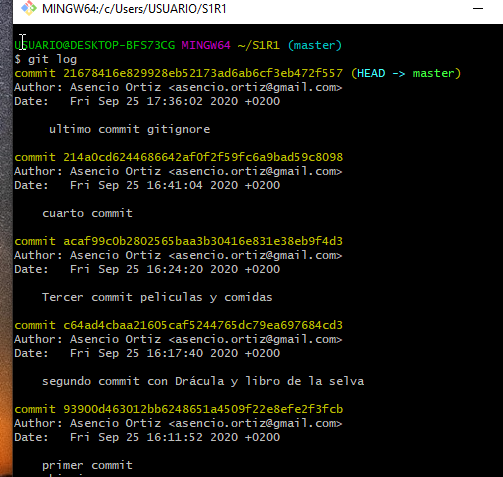 MINGW64:/c/Users/USUARIO/S1R1
USUARIO@DESKTOP-BFS73CG MINGW64 ~/S1R1 (master)
$ git log
commit 21678416e829928eb52173ad6ab6cf3eb472f557 (HEAD -> master)
Author: Asencio Ortiz <asencio.ortiz@gmail.com>
Date: Fri Sep 25 17:36:02 2020 +0200
ultimo commit gitignore
commit 214a0cd6244686642af0f2f59fc6a9bad59c8098
Author: Asencio Ortiz <asencio.ortiz@gmail.com>
Date: Fri Sep 25 16:41:04 2020 +0200
cuarto commit
commit acaf99c0b2802565baa3b30416e831e38eb9f4d3
Author: Asencio Ortiz <asencio.ortiz@gmail.com>
Date: Fri Sep 25 16:24:20 2020 +0200
Tercer commit peliculas y comidas
commit c64ad4cbaa21605caf5244765dc79ea697684cd3
Author: Asencio Ortiz <asencio.ortiz@gmail.com>
Date: Fri Sep 25 16:17:40 2020 +0200
segundo commit con Drácula y libro de la selva
commit 93900d463012bb6248651a4509f22e8efe2f3fcb
Author: Asencio Ortiz <asencio.ortiz@gmail.com>
Date: Fri Sep 25 16:11:52 2020 +0200
primer commit